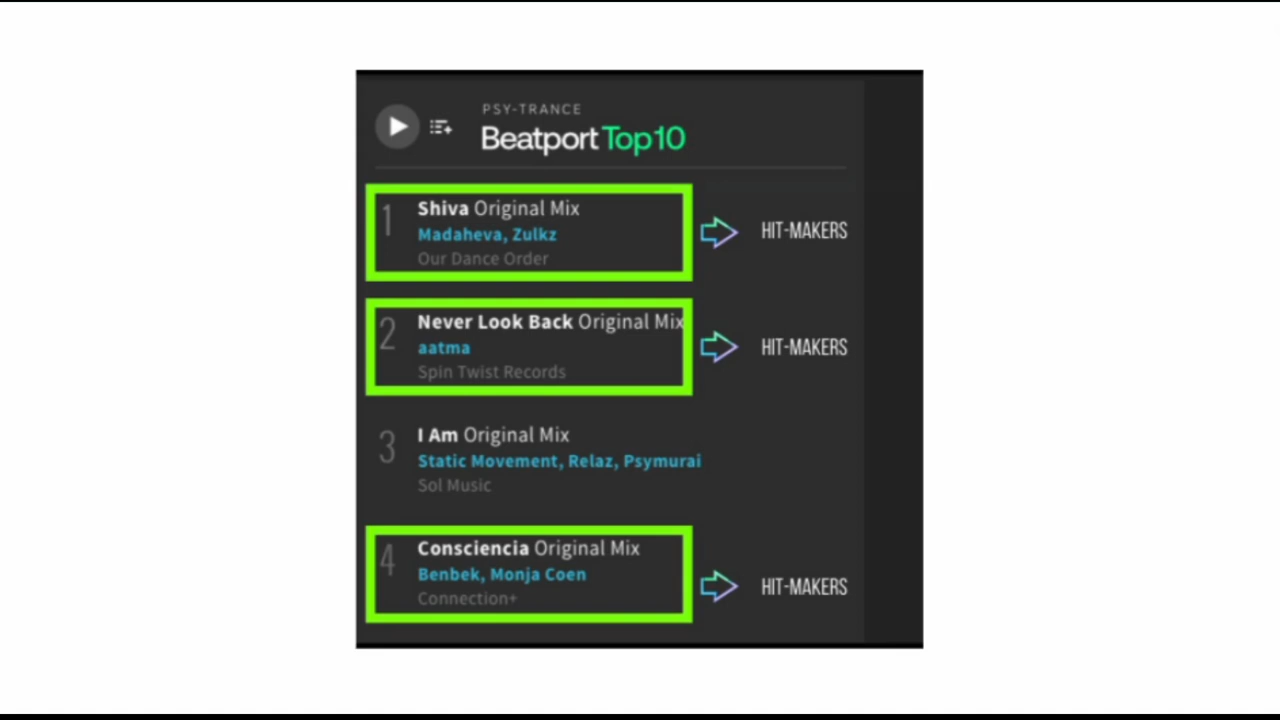 PSY-TRANCE
Beatport Top10
1
Shiva Original Mix
Madaheva, Zulkz
Our Dance Order
HIT-MAKERS
2
Never Look Back Original Mix
aatma
Spin Twist Records
HIT-MAKERS
3
I Am Original Mix
Static Movement, Relaz, Psymurai
Sol Music
4
Consciencia Original Mix
Benbek, Monja Coen
Connection+
HIT-MAKERS